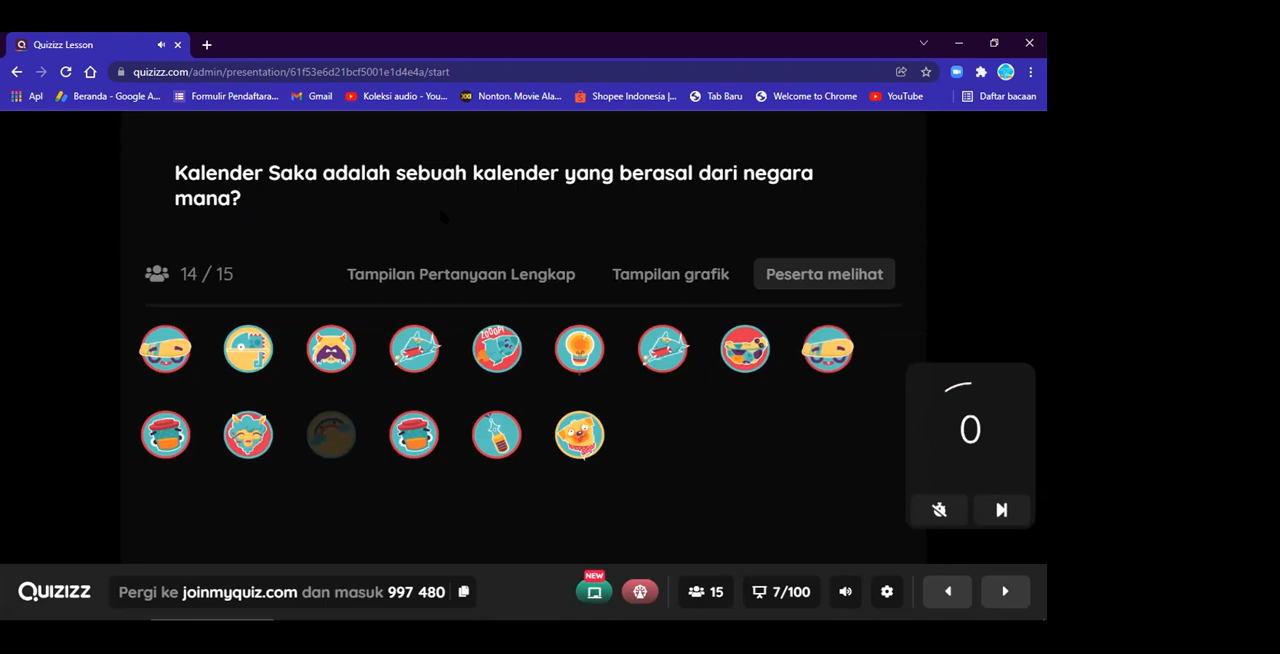 Quizizz Lesson
quizizz.com/admin/presentation/61f53e6d21bcf5001e1d4e4a/start
Apl Beranda - Google A... Formulir Pendaftara... Gmail Koleksi audio - You... Nonton. Movie Ala... Shopee Indonesia |... Tab Baru Welcome to Chrome YouTube Daftar bacaan
Kalender Saka adalah sebuah kalender yang berasal dari negara
mana?
14 / 15 Tampilan Pertanyaan Lengkap Tampilan grafik Peserta melihat
ZOOOP!
0
NEW
QUIZIZZ Pergi ke joinmyquiz.com dan masuk 997 480 15 7/100